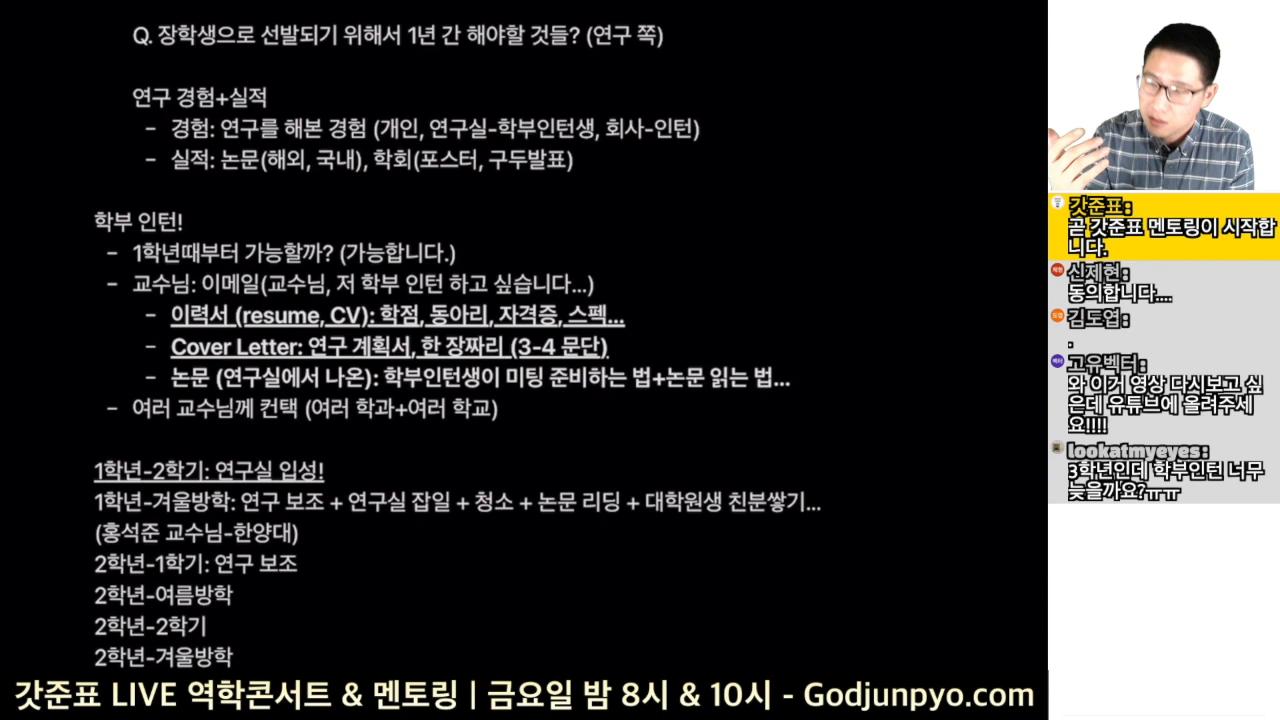 Q. 장학생으로 선발되기 위해서 1년 간 해야할 것들? (연구 쪽)
연구 경험+실적
- 경험: 연구를 해본 경험 (개인, 연구실-학부인턴생, 회사-인턴)
- 실적: 논문(해외, 국내), 학회(포스터, 구두발표)
학부 인턴!
- 1학년때부터 가능할까? (가능합니다.)
- 교수님: 이메일(교수님, 저 학부 인턴 하고 싶습니다...)
- 이력서 (resume, CV): 학점, 동아리, 자격증, 스펙...
- Cover Letter: 연구 계획서, 한 장짜리 (3-4 문단)
- 논문 (연구실에서 나온): 학부인턴생이 미팅 준비하는 법+논문 읽는 법...
- 여러 교수님께 컨택 (여러 학과+여러 학교)
1학년-2학기: 연구실 입성!
1학년-겨울방학: 연구 보조 + 연구실 잡일 + 청소 + 논문 리딩 + 대학원생 친분쌓기...
(홍석준 교수님-한양대)
2학년-1학기: 연구 보조
2학년-여름방학
2학년-2학기
2학년-겨울방학
갓준표 LIVE 역학콘서트 & 멘토링 | 금요일 밤 8시 & 10시 - Godjunpyo.com
갓준표:
곧 갓준표 멘토링이 시작합
니다.
제현
신제현:
동의합니다....
도엽
김도엽:
.
벡터
고유벡터:
와 이거 영상 다시보고 싶
은데 유튜브에 올려주세
요!!!!
lookatmyeyes:
3학년인데 학부인턴 너무
늦을까요?ㅠㅠ